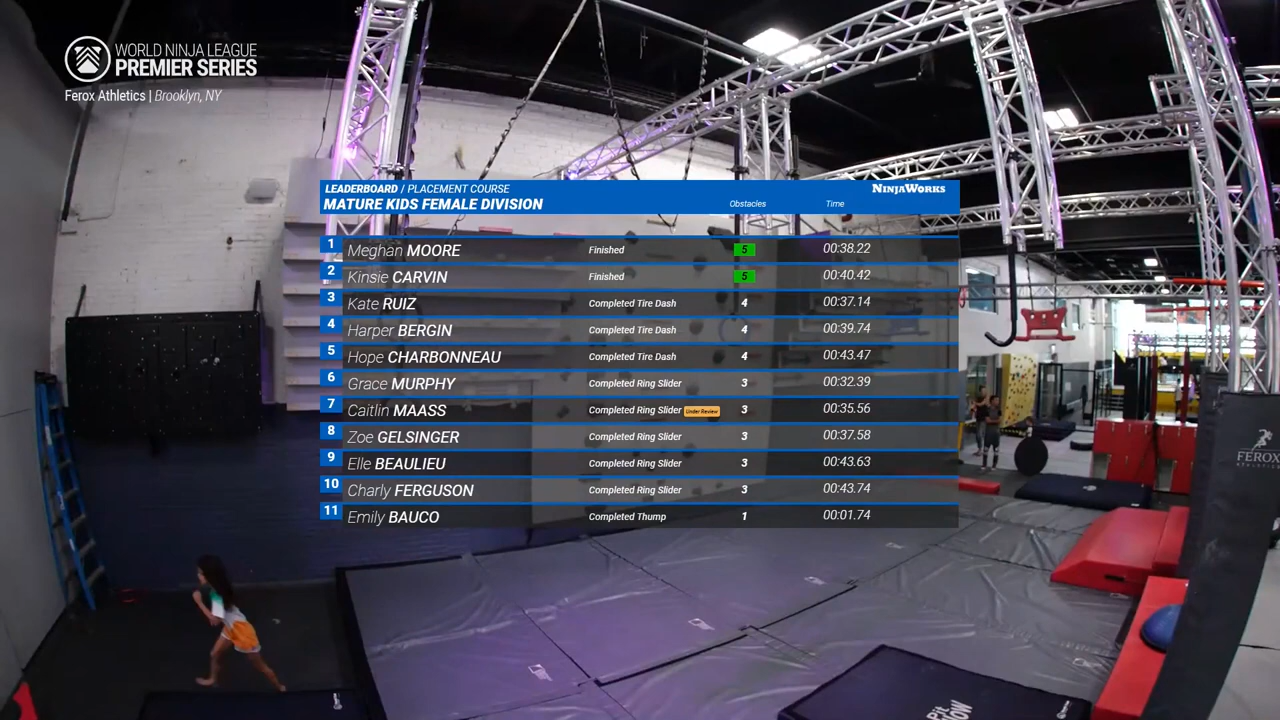 WORLD NINJA LEAGUE
PREMIER SERIES
Ferox Athletics | Brooklyn, NY
LEADERBOARD / PLACEMENT COURSE
NINJAWORKS
MATURE KIDS FEMALE DIVISION Obstacles Time
1 Meghan MOORE Finished 5 00:38.22
2 Kinsie CARVIN Finished 5 00:40.42
3 Kate RUIZ Completed Tire Dash 4 00:37.14
4 Harper BERGIN Completed Tire Dash 4 00:39.74
5 Hope CHARBONNEAU Completed Tire Dash 4 00:43.47
6 Grace MURPHY Completed Ring Slider 3 00:32.39
7 Caitlin MAASS Completed Ring Slider Under Review 3 00:35.56
8 Zoe GELSINGER Completed Ring Slider 3 00:37.58
9 Elle BEAULIEU Completed Ring Slider 3 00:43.63
10 Charly FERGUSON Completed Ring Slider 3 00:43.74
11 Emily BAUCO Completed Thump 1 00:01.74
FEROX